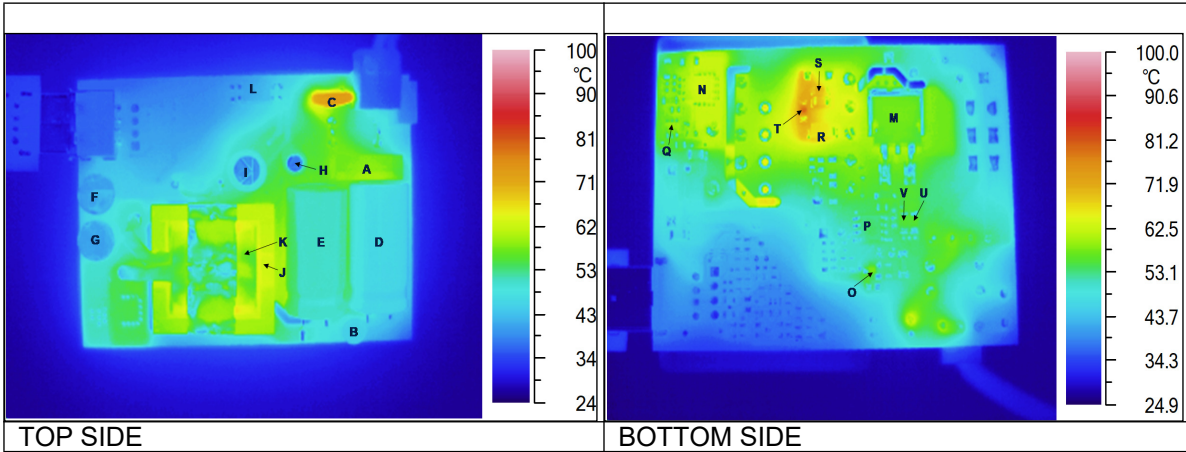 100
°C
90
81
71
62
53
43
34
24
L
C
H
A
I
F
G
K
E
D
J
B
TOP SIDE
100.0
°C
90.6
81.2
71.9
62.5
53.1
43.7
34.3
24.9
S
N
T
R
M
Q
V U
P
O
BOTTOM SIDE